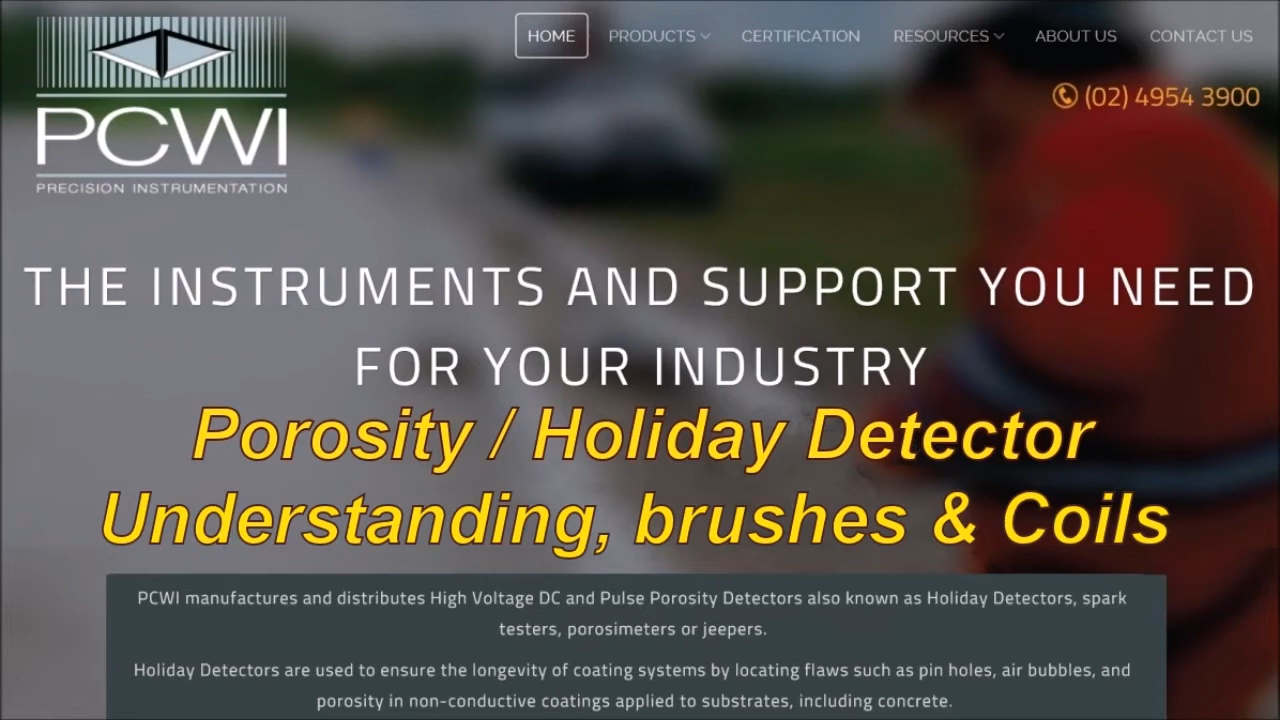 PCWI
PRECISION INSTRUMENTATION
HOME PRODUCTS CERTIFICATION RESOURCES ABOUT US CONTACT US
(02) 4954 3900
THE INSTRUMENTS AND SUPPORT YOU NEED
FOR YOUR INDUSTRY
Porosity / Holiday Detector
Understanding, brushes & Coils
PCWI manufactures and distributes High Voltage DC and Pulse Porosity Detectors also known as Holiday Detectors, spark
testers, porosimeters or jeepers.
Holiday Detectors are used to ensure the longevity of coating systems by locating flaws such as pin holes, air bubbles, and
porosity in non-conductive coatings applied to substrates, including concrete.